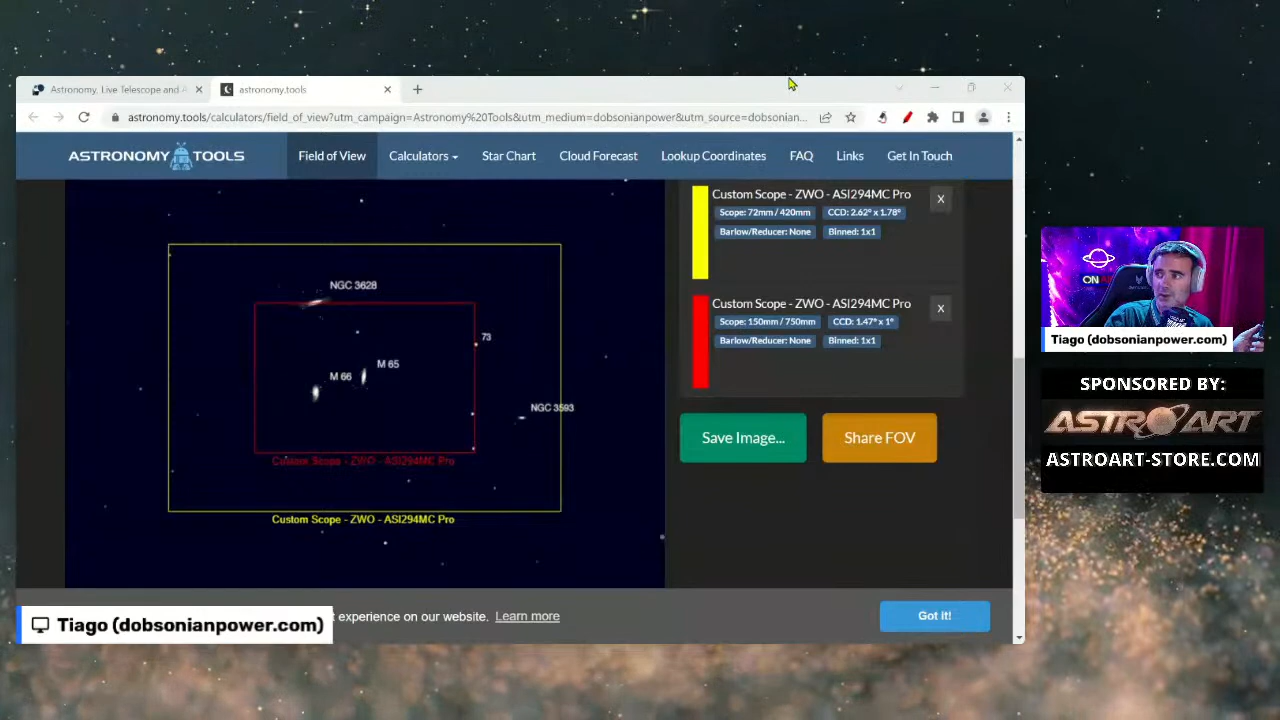 Astronomy, Live Telescope and
astronomy.tools
astronomy.tools/calculators/field_of_view?utm_campaign=Astronomy%20Tools&utm_medium=dobsonianpower&utm_source=dobsonian...
ASTRONOMY TOOLS
Field of View
Calculators
Star Chart
Cloud Forecast
Lookup Coordinates
FAQ
Links
Get In Touch
Custom Scope - ZWO - ASI294MC Pro
Scope: 72mm / 420mm
CCD: 2.62° x 1.78°
Barlow/Reducer: None
Binned: 1x1
X
NGC 3628
73
M 65
M 66
NGC 3593
Custom Scope - ZWO - ASI294MC Pro
Custom Scope - ZWO - ASI294MC Pro
Custom Scope - ZWO - ASI294MC Pro
Scope: 150mm / 750mm
CCD: 1.47° x 1°
Barlow/Reducer: None
Binned: 1x1
X
Save Image...
Share FOV
t experience on our website. Learn more
Got it!
Tiago (dobsonianpower.com)
ON
Tiago (dobsonianpower.com)
SPONSORED BY:
ASTROART
ASTROART-STORE.COM